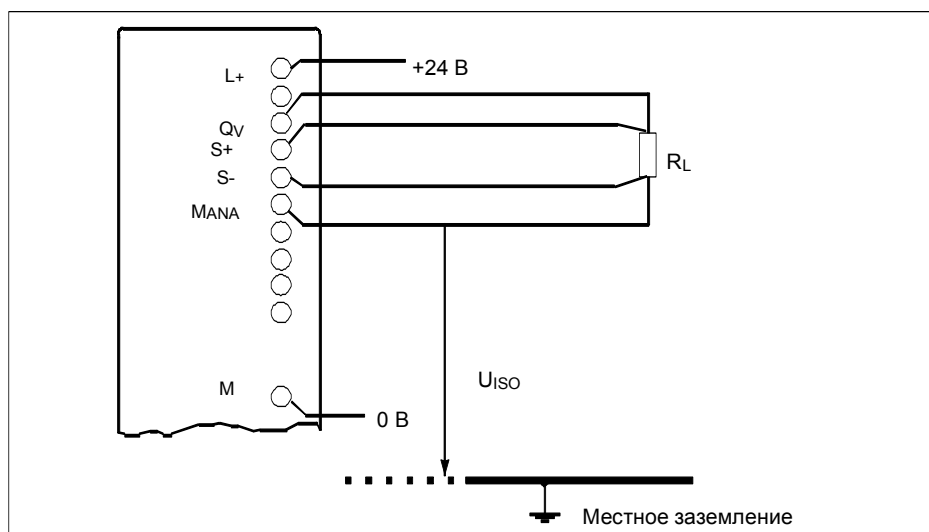 L+
+24 В
QV
S+
S-
RL
MANA
UISO
M
0 В
Местное заземление